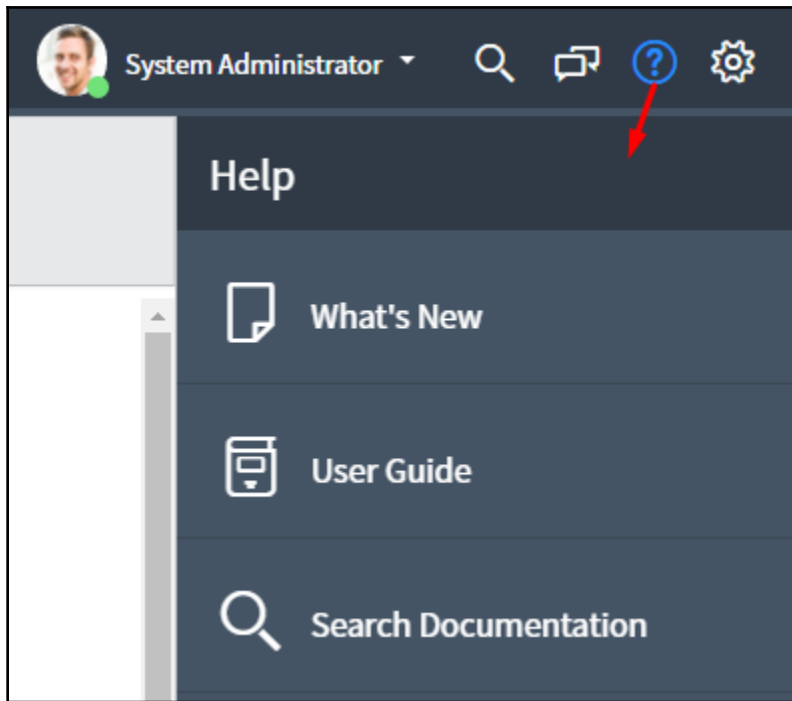 System Administrator
Help
What's New
User Guide
Search Documentation